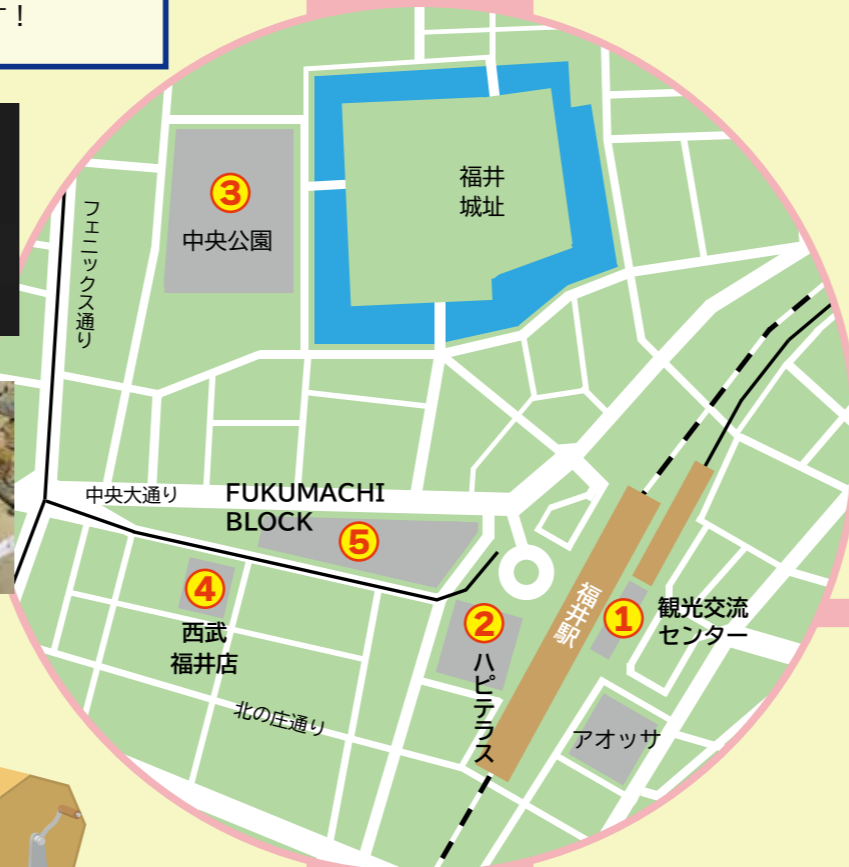 ！
③
中央公園
福井
城址
フェニックス通り
中央大通り
FUKUMACHI
BLOCK
⑤
④
西武
福井店
北の庄通り
②
ハピテラス
福井駅
①
観光交流
センター
アオッサ